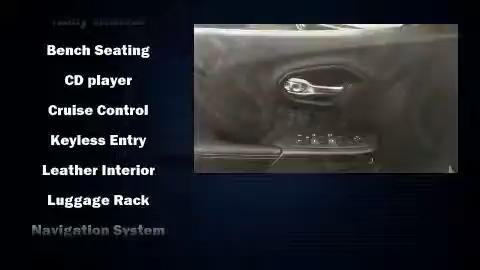 Bench Seating
CD player
Cruise Control
Keyless Entry
Leather Interior
Luggage Rack
Navigation System